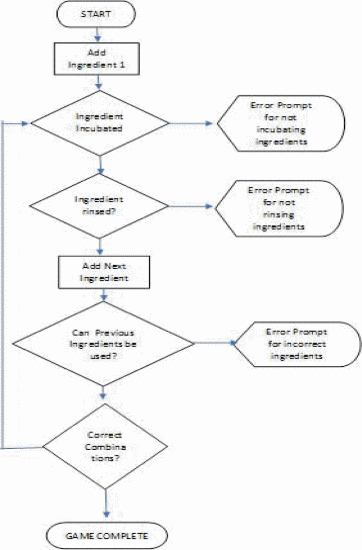 START
Add
Ingredient 1
Ingredient
Incubated
Error Prompt
for not
incubating
ingredients
Ingredient
rinsed?
Error Prompt
for not
rinsing
ingredients
Add Next
Ingredient
Can Previous
Ingredients be
used?
Error Prompt
for incorrect
ingredients
Correct
Combina
tions?
GAME COMPLETE